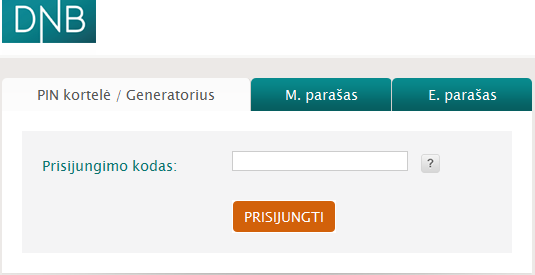 DNB
PIN kortelė / Generatorius
M. parašas
E. parašas
Prisijungimo kodas:
?
PRISIJUNGTI